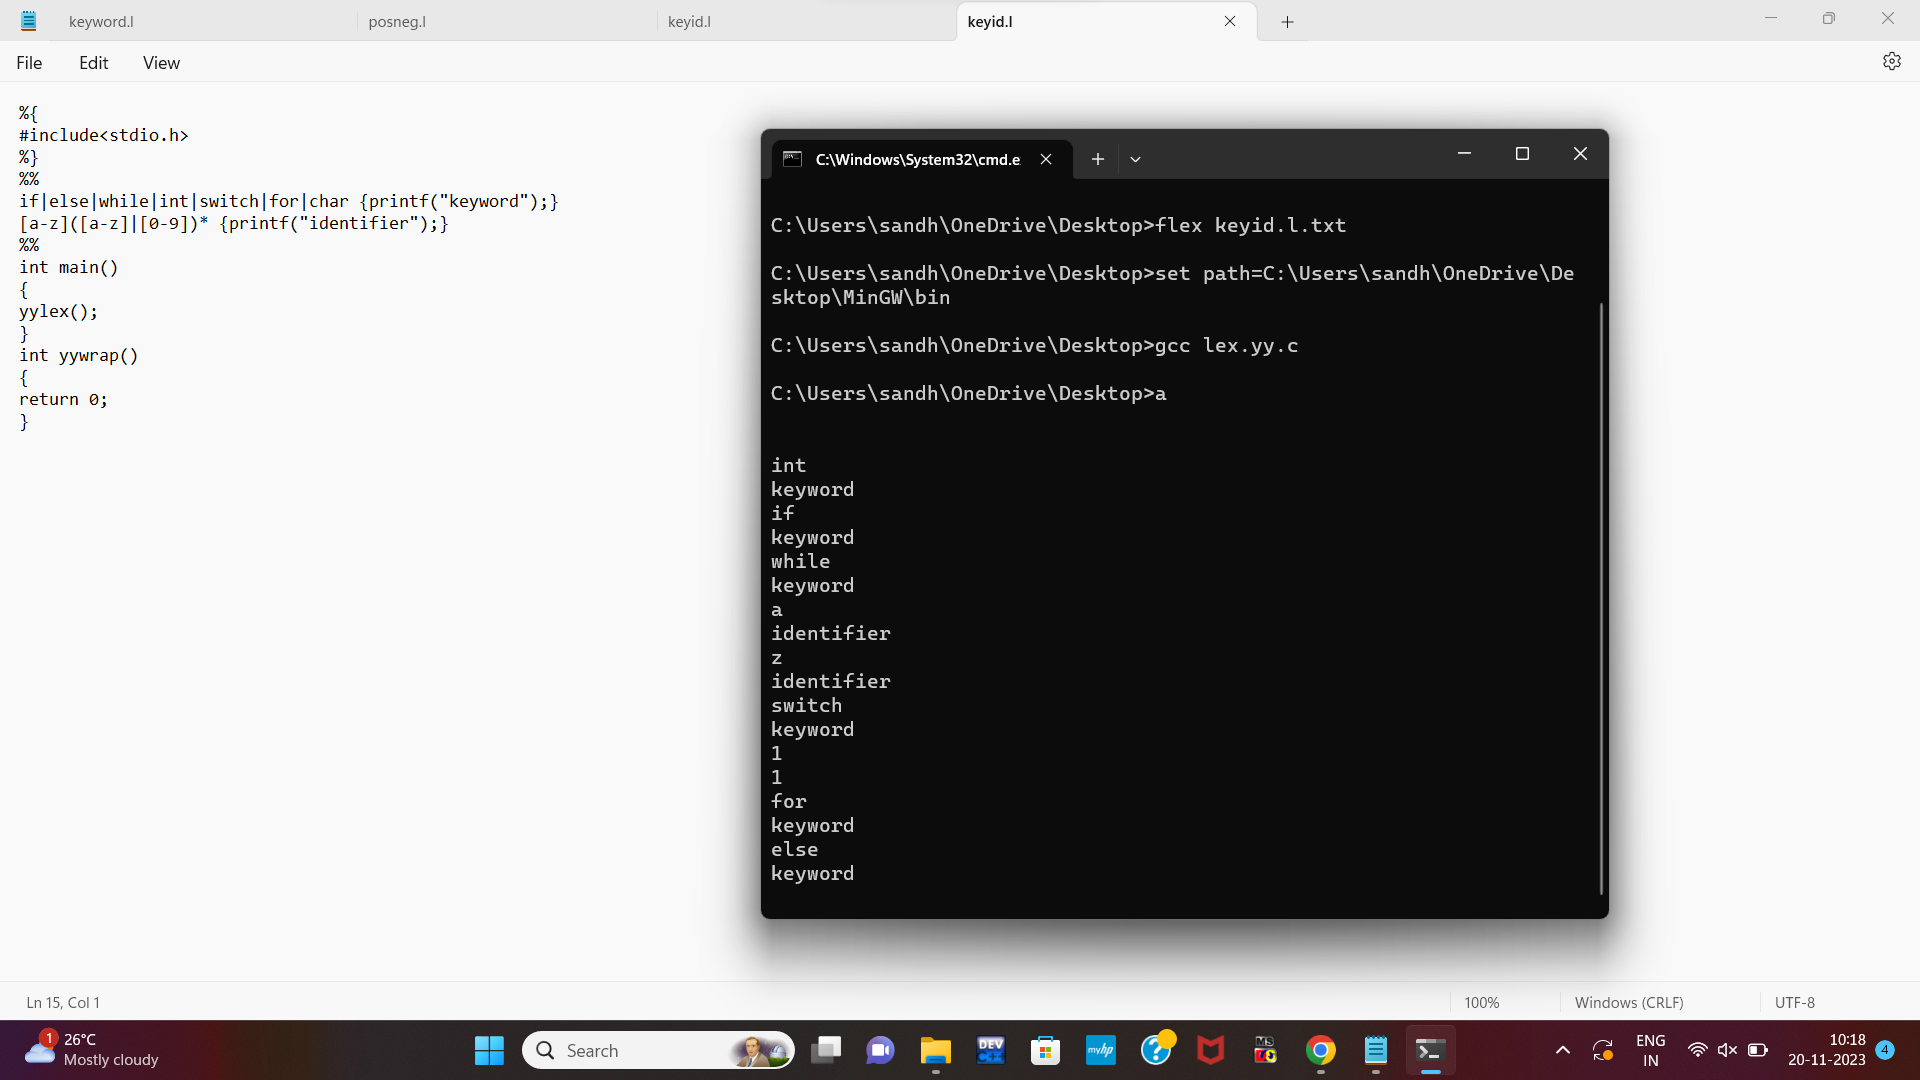 keyword.l
posneg.l
keyid.l
keyid.l
File
Edit
View
%{
#include<stdio.h>
%}
%%
if|else|while|int|switch|for|char {printf("keyword");}
[a-z]([a-z]|[0-9])* {printf("identifier");}
%%
int main()
{
yylex();
}
int yywrap()
{
return 0;
}
C:\Windows\System32\cmd.e
C:\Users\sandh\OneDrive\Desktop>flex keyid.l.txt
C:\Users\sandh\OneDrive\Desktop>set path=C:\Users\sandh\OneDrive\De
sktop\MinGW\bin
C:\Users\sandh\OneDrive\Desktop>gcc lex.yy.c
C:\Users\sandh\OneDrive\Desktop>a
int
keyword
if
keyword
while
keyword
a
identifier
z
identifier
switch
keyword
1
1
for
keyword
else
keyword
Ln 15, Col 1
100%
Windows (CRLF)
UTF-8
1
26°C
Mostly cloudy
Search
DEV
C++
myhp
?
MS
ENG
IN
10:18
20-11-2023
4